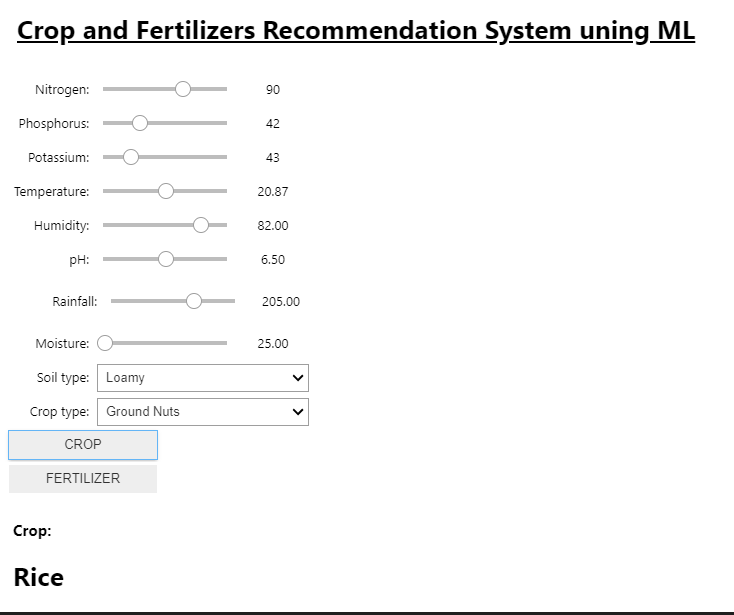 Crop and Fertilizers Recommendation System uning ML
Nitrogen: 90
Phosphorus: 42
Potassium: 43
Temperature: 20.87
Humidity: 82.00
pH: 6.50
Rainfall: 205.00
Moisture: 25.00
Soil type: Loamy
Crop type: Ground Nuts
CROP
FERTILIZER
Crop:
Rice